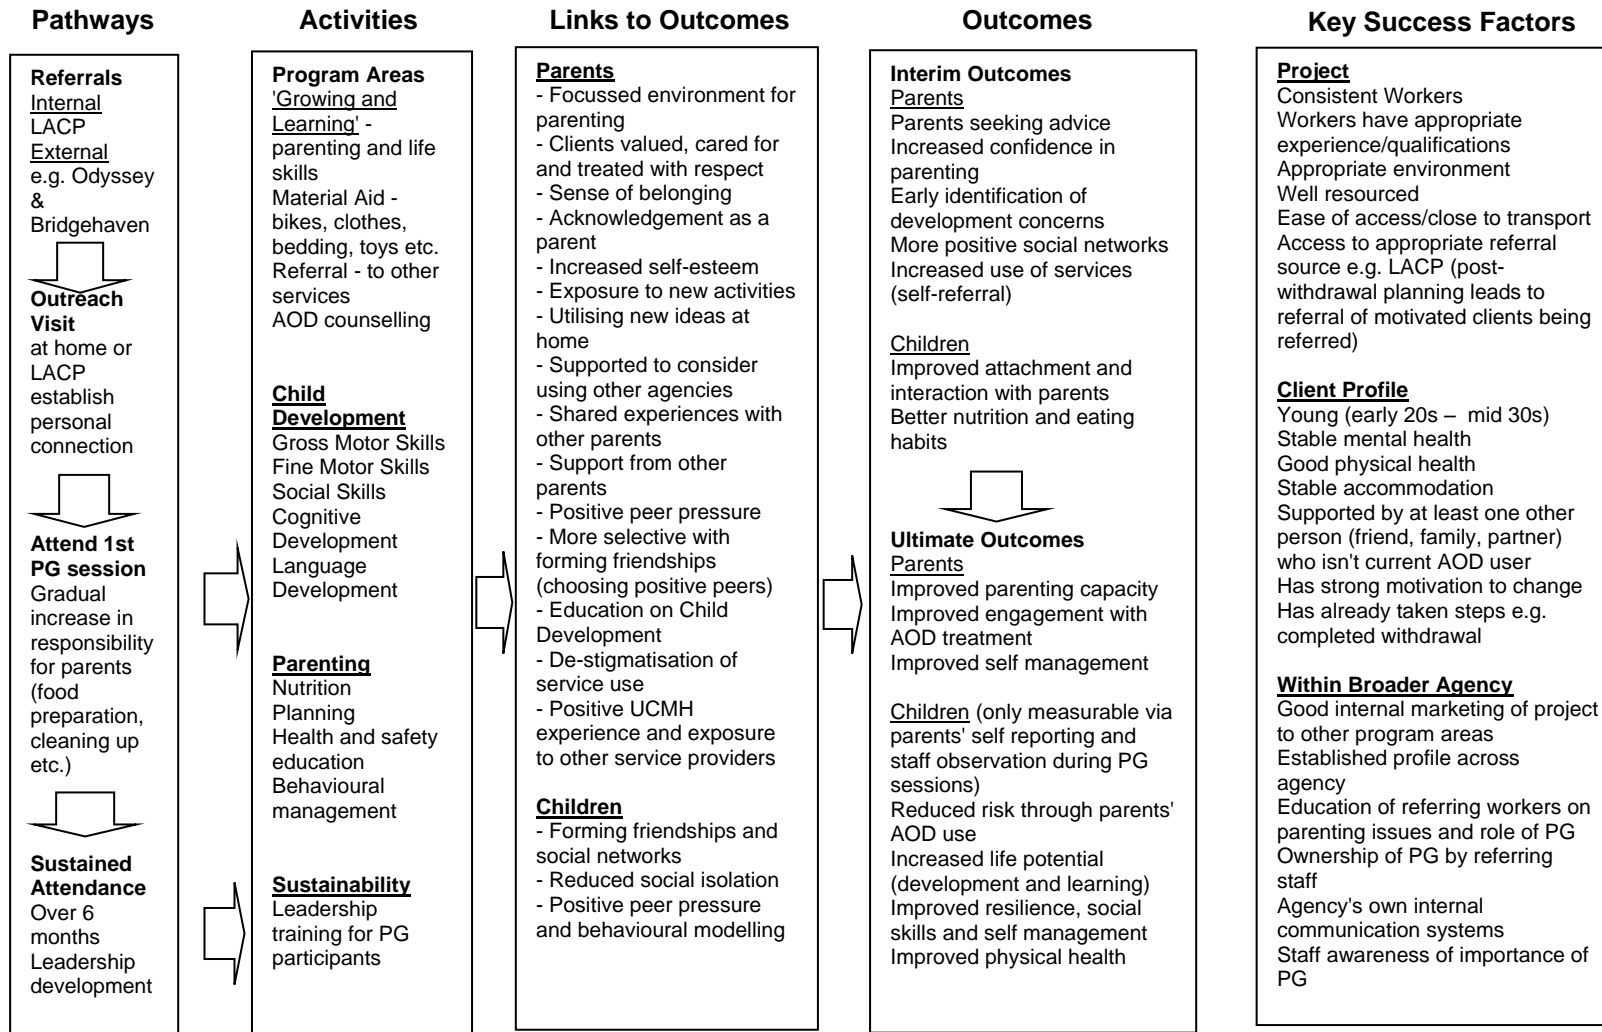 Pathways
Referrals
Internal
LACP
External
e.g. Odyssey
&
Bridgehaven
Outreach
Visit
at home or
LACP
establish
personal
connection
Attend 1st
PG session
Gradual
increase in
responsibility
for parents
(food
preparation,
cleaning up
etc.)
Sustained
Attendance
Over 6
months
Leadership
development
Activities
Program Areas
'Growing and
Learning' -
parenting and life
skills
Material Aid -
bikes, clothes,
bedding, toys etc.
Referral - to other
services
AOD counselling
Child
Development
Gross Motor Skills
Fine Motor Skills
Social Skills
Cognitive
Development
Language
Development
Parenting
Nutrition
Planning
Health and safety
education
Behavioural
management
Sustainability
Leadership
training for PG
participants
Links to Outcomes
Parents
- Focussed environment for
parenting
- Clients valued, cared for
and treated with respect
- Sense of belonging
- Acknowledgement as a
parent
- Increased self-esteem
- Exposure to new activities
- Utilising new ideas at
home
- Supported to consider
using other agencies
- Shared experiences with
other parents
- Support from other
parents
- Positive peer pressure
- More selective with
forming friendships
(choosing positive peers)
- Education on Child
Development
- De-stigmatisation of
service use
- Positive UCMH
experience and exposure
to other service providers
Children
- Forming friendships and
social networks
- Reduced social isolation
- Positive peer pressure
and behavioural modelling
Outcomes
Interim Outcomes
Parents
Parents seeking advice
Increased confidence in
parenting
Early identification of
development concerns
More positive social networks
Increased use of services
(self-referral)
Children
Improved attachment and
interaction with parents
Better nutrition and eating
habits
Ultimate Outcomes
Parents
Improved parenting capacity
Improved engagement with
AOD treatment
Improved self management
Children (only measurable via
parents' self reporting and
staff observation during PG
sessions)
Reduced risk through parents'
AOD use
Increased life potential
(development and learning)
Improved resilience, social
skills and self management
Improved physical health
Key Success Factors
Project
Consistent Workers
Workers have appropriate
experience/qualifications
Appropriate environment
Well resourced
Ease of access/close to transport
Access to appropriate referral
source e.g. LACP (post-
withdrawal planning leads to
referral of motivated clients being
referred)
Client Profile
Young (early 20s – mid 30s)
Stable mental health
Good physical health
Stable accommodation
Supported by at least one other
person (friend, family, partner)
who isn't current AOD user
Has strong motivation to change
Has already taken steps e.g.
completed withdrawal
Within Broader Agency
Good internal marketing of project
to other program areas
Established profile across
agency
Education of referring workers on
parenting issues and role of PG
Ownership of PG by referring
staff
Agency's own internal
communication systems
Staff awareness of importance of
PG